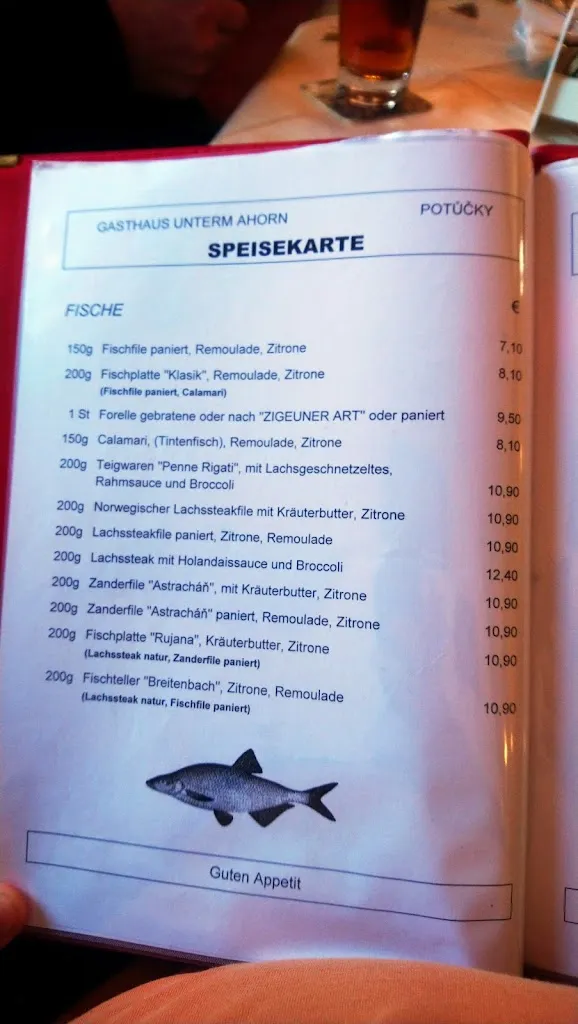 GASTHAUS UNTERM AHORN POTŮČKY
SPEISEKARTE
FISCHE €
150g Fischfile paniert, Remoulade, Zitrone 7,10
200g Fischplatte "Klasik", Remoulade, Zitrone 8,10
(Fischfile paniert, Calamari)
1 St Forelle gebratene oder nach "ZIGEUNER ART" oder paniert 9,50
150g Calamari, (Tintenfisch), Remoulade, Zitrone 8,10
200g Teigwaren "Penne Rigati", mit Lachsgeschnetzeltes,
Rahmsauce und Broccoli 10,90
200g Norwegischer Lachssteakfile mit Kräuterbutter, Zitrone 10,90
200g Lachssteakfile paniert, Zitrone, Remoulade 10,90
200g Lachssteak mit Holandaissauce und Broccoli 12,40
200g Zanderfile "Astracháň", mit Kräuterbutter, Zitrone 10,90
200g Zanderfile "Astracháň" paniert, Remoulade, Zitrone 10,90
200g Fischplatte "Rujana", Kräuterbutter, Zitrone 10,90
(Lachssteak natur, Zanderfile paniert)
200g Fischteller "Breitenbach", Zitrone, Remoulade 10,90
(Lachssteak natur, Fischfile paniert)
Guten Appetit